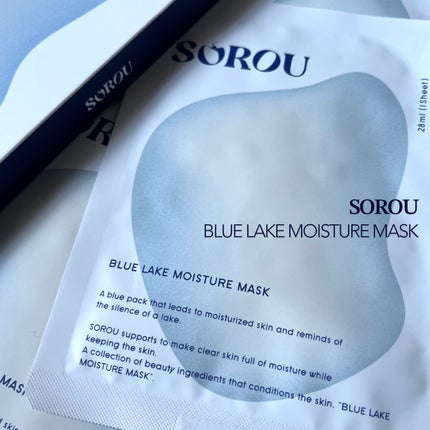 SOROU
SOROU
28ml (1Sheet)
SOROU
BLUE LAKE MOISTURE MASK
BLUE LAKE MOISTURE MASK
A blue pack that leads to moisturized skin and reminds of
the silence of a lake.
SOROU supports to make clear skin full of moisture while
keeping the skin.
A collection of beauty ingredients that conditions the skin. "BLUE LAKE
MOISTURE MASK".